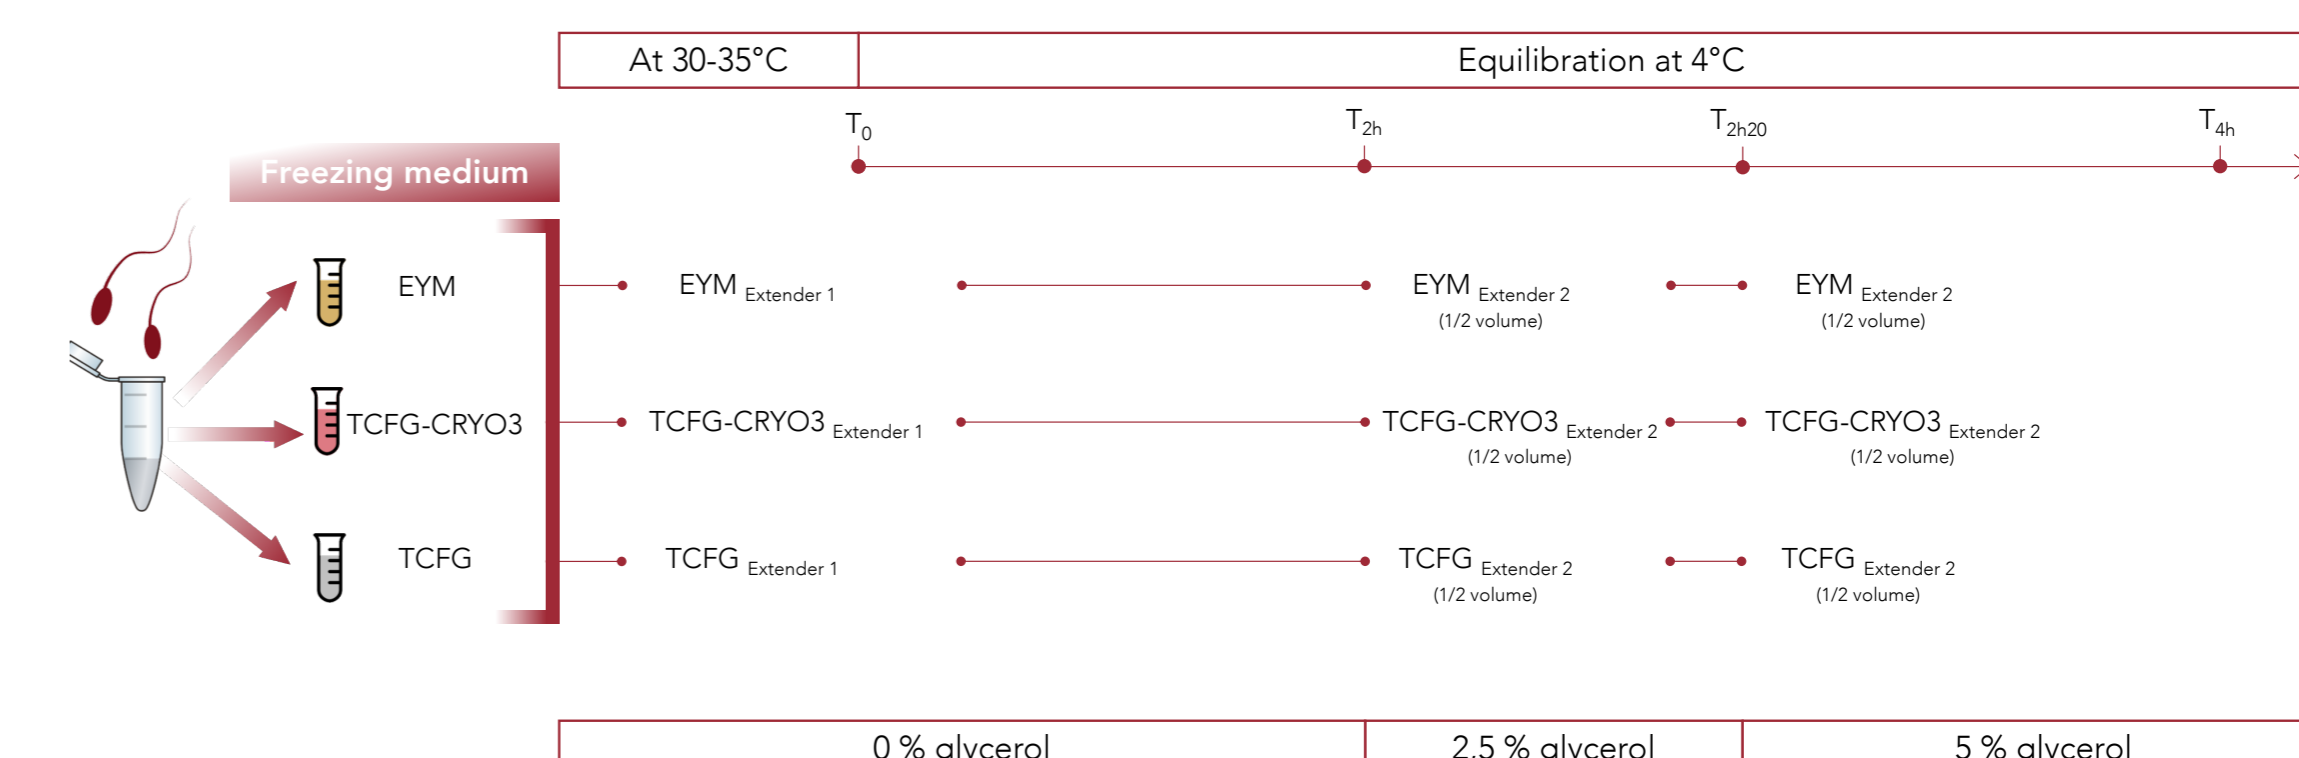 At 30-35°C
Equilibration at 4°C
T0
T2h
T2h20
T4h
Freezing medium
EYM
EYM Extender 1
EYM Extender 2
(1/2 volume)
EYM Extender 2
(1/2 volume)
TCFG-CRYO3
TCFG-CRYO3 Extender 1
TCFG-CRYO3 Extender 2
(1/2 volume)
TCFG-CRYO3 Extender 2
(1/2 volume)
TCFG
TCFG Extender 1
TCFG Extender 2
(1/2 volume)
TCFG Extender 2
(1/2 volume)
0 % glycerol
2,5 % glycerol
5 % glycerol